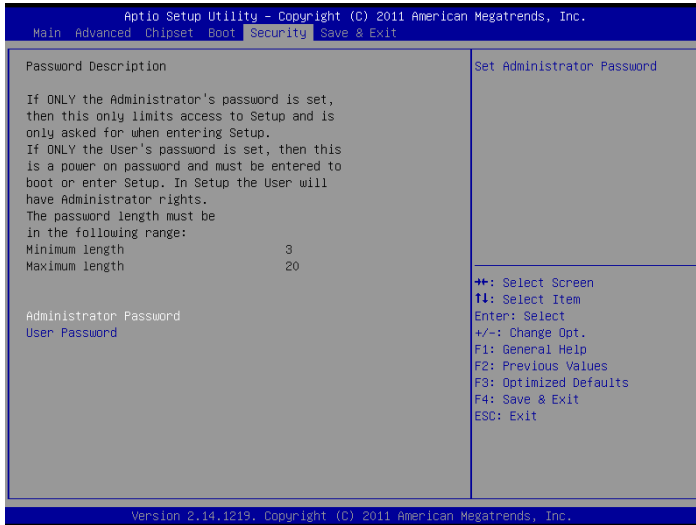 Aptio Setup Utility – Copyright (C) 2011 American Megatrends, Inc.
Main Advanced Chipset Boot Security Save & Exit
Password Description
If ONLY the Administrator's password is set,
then this only limits access to Setup and is
only asked for when entering Setup.
If ONLY the User's password is set, then this
is a power on password and must be entered to
boot or enter Setup. In Setup the User will
have Administrator rights.
The password length must be
in the following range:
Minimum length 3
Maximum length 20
Administrator Password
User Password
Set Administrator Password
→←: Select Screen
↑↓: Select Item
Enter: Select
+/-: Change Opt.
F1: General Help
F2: Previous Values
F3: Optimized Defaults
F4: Save & Exit
ESC: Exit
Version 2.14.1219. Copyright (C) 2011 American Megatrends, Inc.